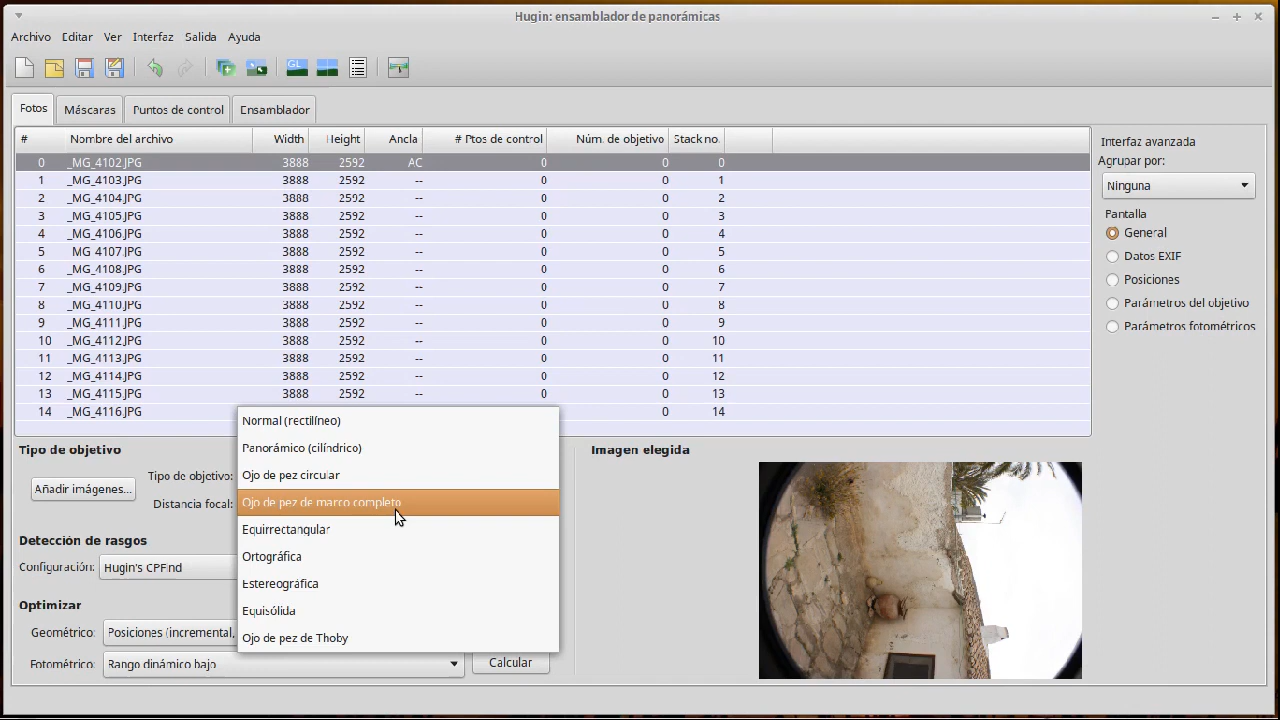 Hugin: ensamblador de panorámicas
Archivo Editar Ver Interfaz Salida Ayuda
GL
Fotos Máscaras Puntos de control Ensamblador
# Nombre del archivo Width Height Ancla # Ptos de control Núm. de objetivo Stack no.
0 _MG_4102.JPG 3888 2592 AC 0 0 0
1 _MG_4103.JPG 3888 2592 -- 0 0 1
2 _MG_4104.JPG 3888 2592 -- 0 0 2
3 _MG_4105.JPG 3888 2592 -- 0 0 3
4 _MG_4106.JPG 3888 2592 -- 0 0 4
5 _MG_4107.JPG 3888 2592 -- 0 0 5
6 _MG_4108.JPG 3888 2592 -- 0 0 6
7 _MG_4109.JPG 3888 2592 -- 0 0 7
8 _MG_4110.JPG 3888 2592 -- 0 0 8
9 _MG_4111.JPG 3888 2592 -- 0 0 9
10 _MG_4112.JPG 3888 2592 -- 0 0 10
11 _MG_4113.JPG 3888 2592 -- 0 0 11
12 _MG_4114.JPG 3888 2592 -- 0 0 12
13 _MG_4115.JPG 3888 2592 -- 0 0 13
14 _MG_4116.JPG 0 14
Interfaz avanzada
Agrupar por:
Ninguna
Pantalla
General
Datos EXIF
Posiciones
Parámetros del objetivo
Parámetros fotométricos
Tipo de objetivo
Añadir imágenes...
Tipo de objetivo:
Distancia focal:
Normal (rectilíneo)
Panorámico (cilíndrico)
Ojo de pez circular
Ojo de pez de marco completo
Equirrectangular
Ortográfica
Estereográfica
Equisólida
Ojo de pez de Thoby
Detección de rasgos
Configuración: Hugin's CPFind
Optimizar
Geométrico: Posiciones (incremental,
Fotométrico: Rango dinámico bajo
Calcular
Imagen elegida